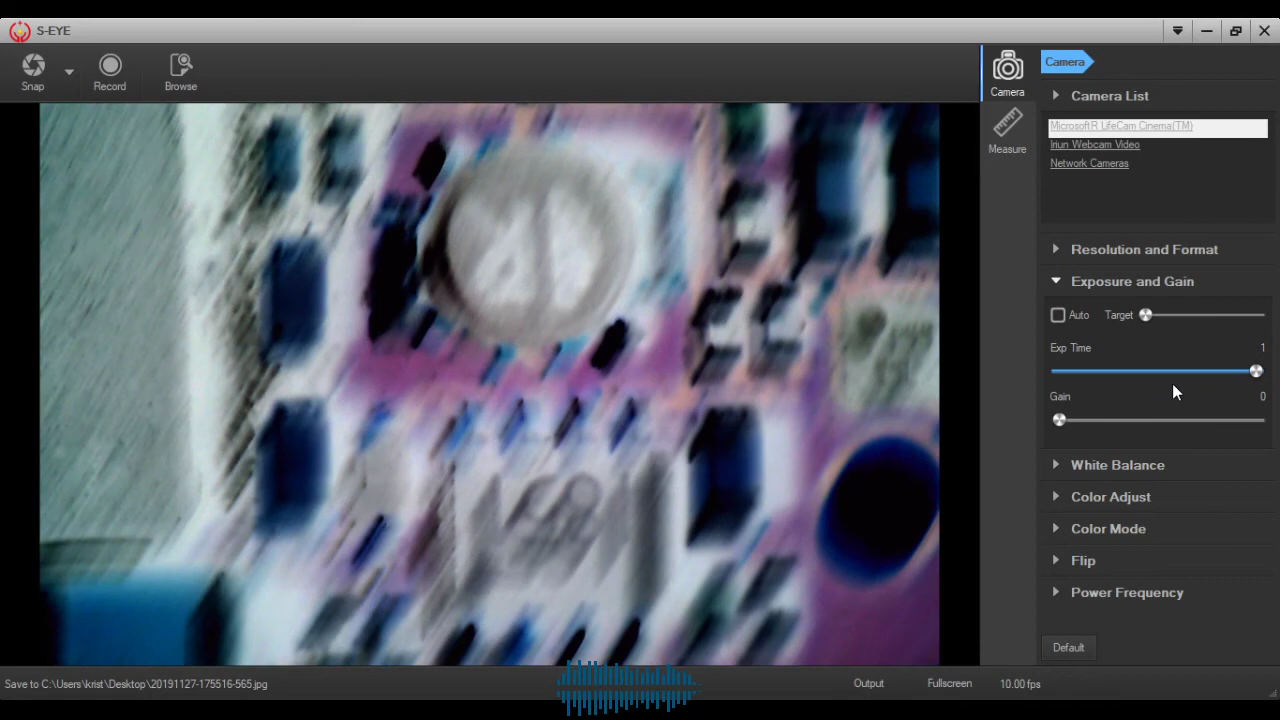 S-EYE
Snap
Record
Browse
Camera
Measure
Camera
Camera List
MicrosoftR LifeCam Cinema(TM)
Iriun Webcam Video
Network Cameras
Resolution and Format
Exposure and Gain
Auto Target
Exp Time 1
Gain 0
White Balance
Color Adjust
Color Mode
Flip
Power Frequency
Default
Save to C:\Users\krist\Desktop\20191127-175516-565.jpg
Output
Fullscreen
10.00 fps